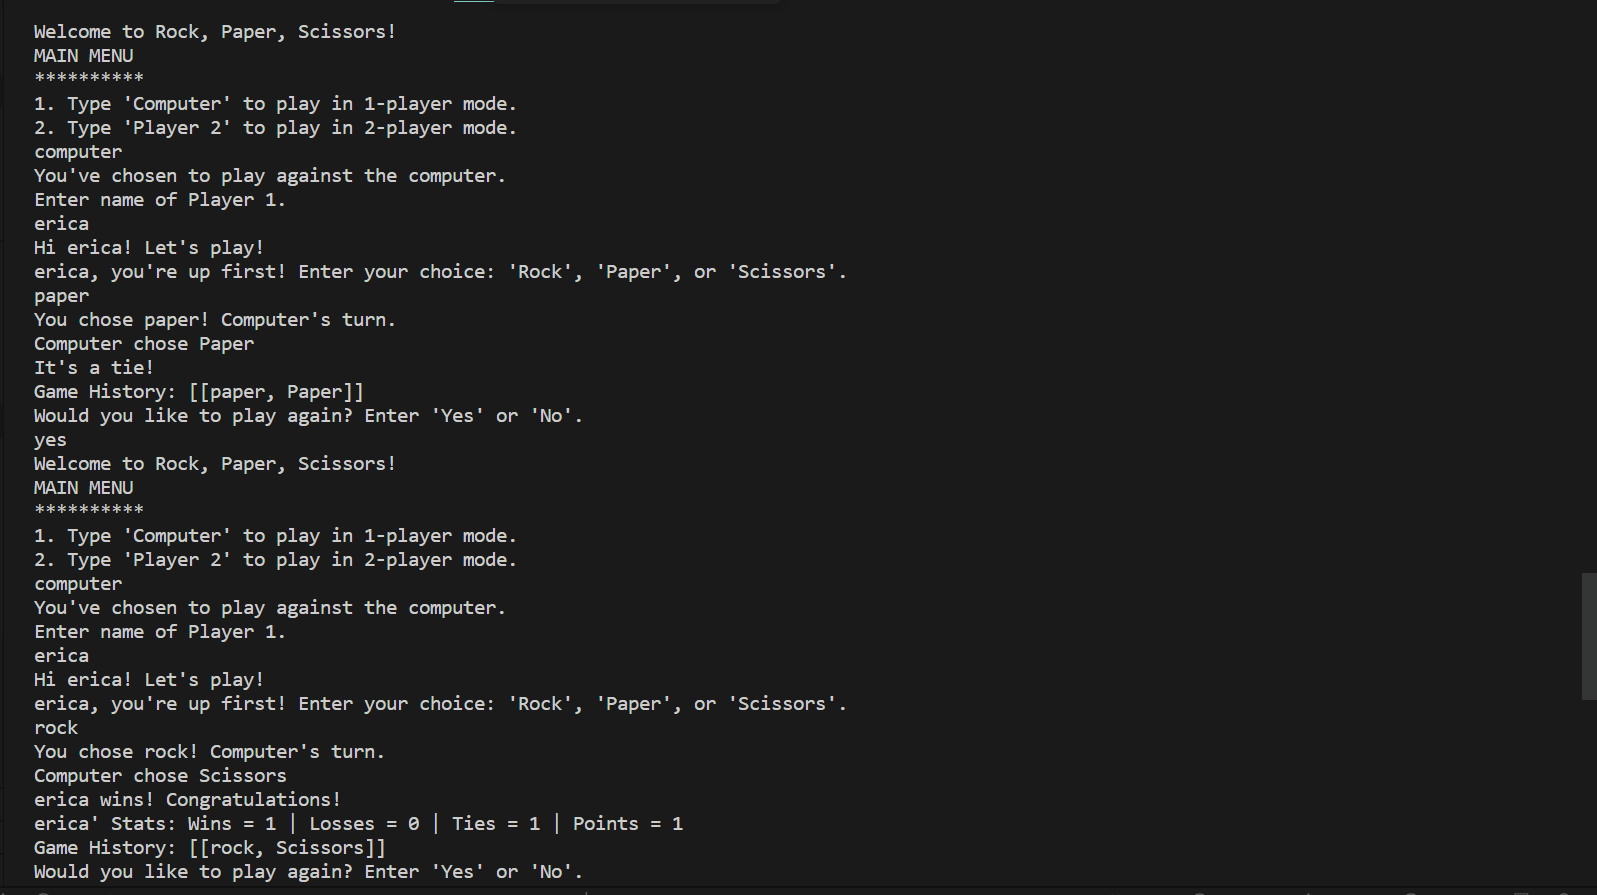 Welcome to Rock, Paper, Scissors!
MAIN MENU
**********
1. Type 'Computer' to play in 1-player mode.
2. Type 'Player 2' to play in 2-player mode.
computer
You've chosen to play against the computer.
Enter name of Player 1.
erica
Hi erica! Let's play!
erica, you're up first! Enter your choice: 'Rock', 'Paper', or 'Scissors'.
paper
You chose paper! Computer's turn.
Computer chose Paper
It's a tie!
Game History: [[paper, Paper]]
Would you like to play again? Enter 'Yes' or 'No'.
yes
Welcome to Rock, Paper, Scissors!
MAIN MENU
**********
1. Type 'Computer' to play in 1-player mode.
2. Type 'Player 2' to play in 2-player mode.
computer
You've chosen to play against the computer.
Enter name of Player 1.
erica
Hi erica! Let's play!
erica, you're up first! Enter your choice: 'Rock', 'Paper', or 'Scissors'.
rock
You chose rock! Computer's turn.
Computer chose Scissors
erica wins! Congratulations!
erica' Stats: Wins = 1 | Losses = 0 | Ties = 1 | Points = 1
Game History: [[rock, Scissors]]
Would you like to play again? Enter 'Yes' or 'No'.